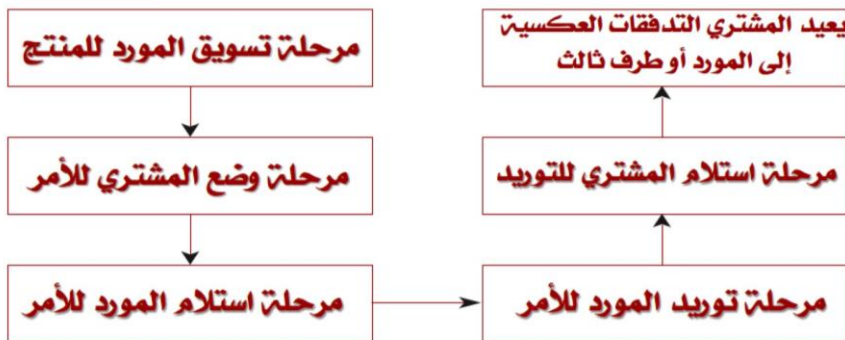 مرحلة تسويق المورد للمنتج
مرحلة وضع المشتري للأمر
مرحلة استلام المورد للأمر
مرحلة توريد المورد للأمر
مرحلة استلام المشتري للتوريد
يعيد المشتري التدفقات العكسية
إلى المورد أو طرف ثالث